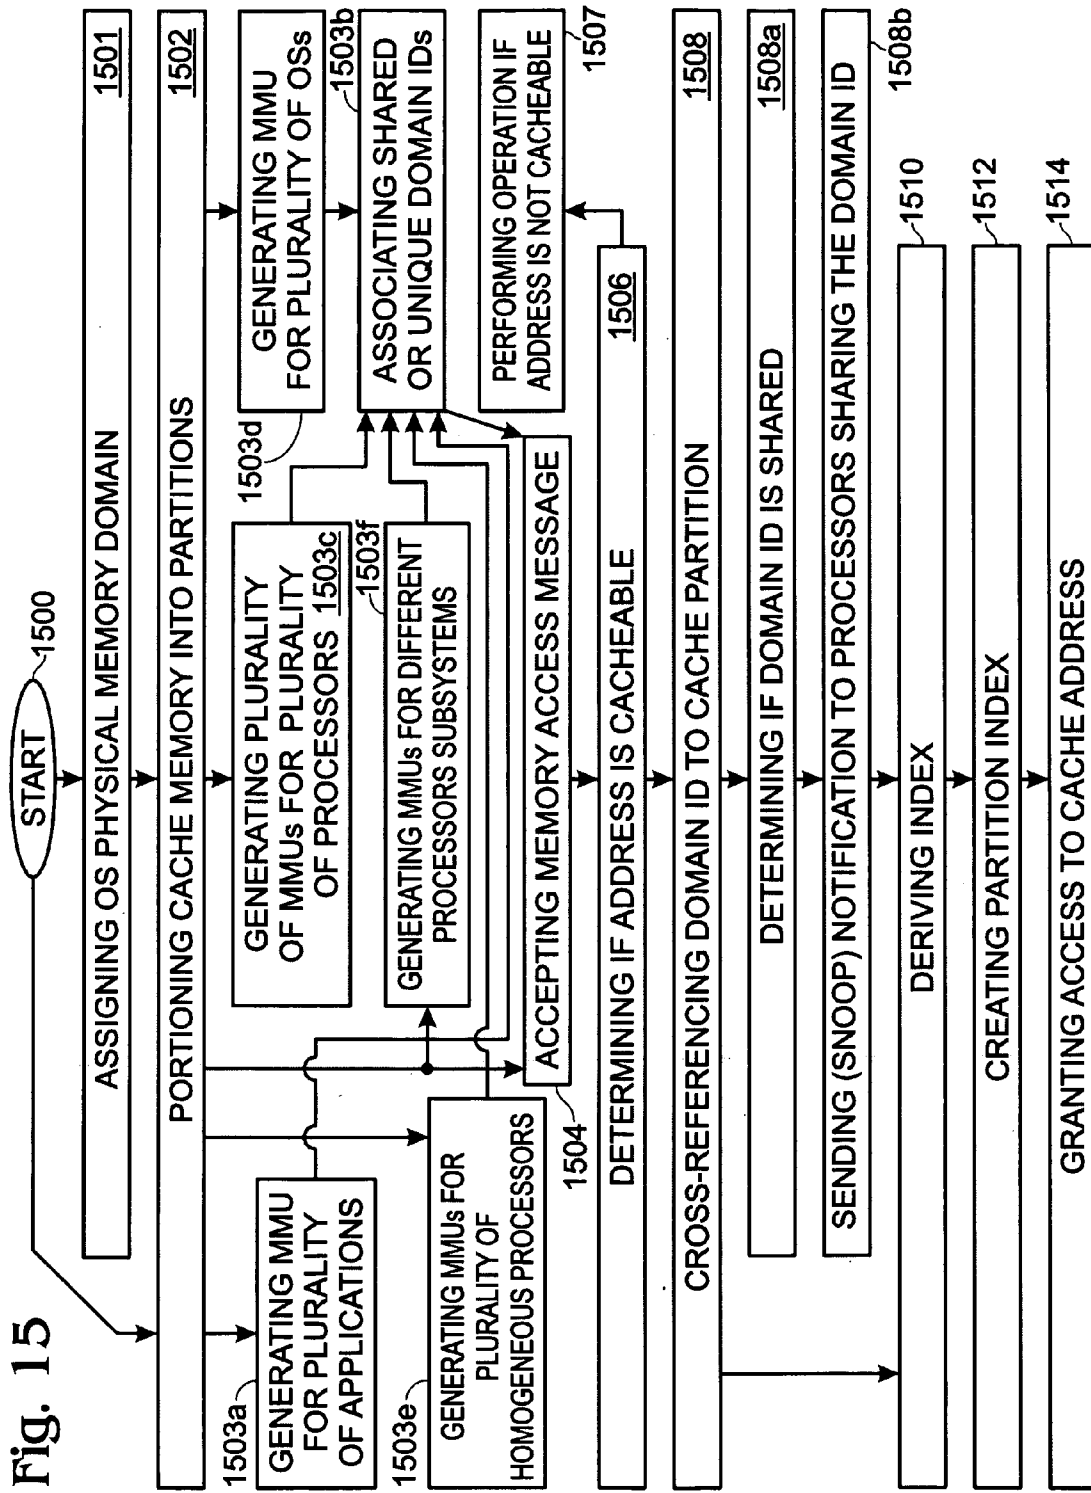 Fig. 15
START
1500
ASSIGNING OS PHYSICAL MEMORY DOMAIN
1501
PORTIONING CACHE MEMORY INTO PARTITIONS
1502
1503a
GENERATING MMU
FOR PLURALITY
OF APPLICATIONS
GENERATING PLURALITY
OF MMUs FOR PLURALITY
OF PROCESSORS 1503c
1503d
GENERATING MMU
FOR PLURALITY OF OSs
1503b
ASSOCIATING SHARED
OR UNIQUE DOMAIN IDs
1503e
GENERATING MMUs FOR
PLURALITY OF
HOMOGENEOUS PROCESSORS
1503f
GENERATING MMUs FOR DIFFERENT
PROCESSORS SUBSYSTEMS
1504
ACCEPTING MEMORY ACCESS MESSAGE
PERFORMING OPERATION IF
ADDRESS IS NOT CACHEABLE
1507
DETERMINING IF ADDRESS IS CACHEABLE
1506
CROSS-REFERENCING DOMAIN ID TO CACHE PARTITION
1508
DETERMINING IF DOMAIN ID IS SHARED
1508a
SENDING (SNOOP) NOTIFICATION TO PROCESSORS SHARING THE DOMAIN ID
1508b
DERIVING INDEX
1510
CREATING PARTITION INDEX
1512
GRANTING ACCESS TO CACHE ADDRESS
1514